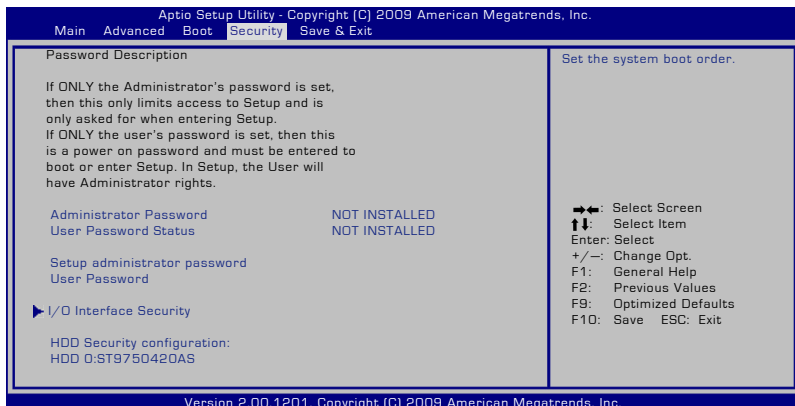 Aptio Setup Utility - Copyright (C) 2009 American Megatrends, Inc.
Main Advanced Boot Security Save & Exit
Password Description
If ONLY the Administrator's password is set,
then this only limits access to Setup and is
only asked for when entering Setup.
If ONLY the user's password is set, then this
is a power on password and must be entered to
boot or enter Setup. In Setup, the User will
have Administrator rights.
Administrator Password NOT INSTALLED
User Password Status NOT INSTALLED
Setup administrator password
User Password
I/O Interface Security
HDD Security configuration:
HDD 0:ST9750420AS
Set the system boot order.
→←: Select Screen
↑↓: Select Item
Enter: Select
+/—: Change Opt.
F1: General Help
F2: Previous Values
F9: Optimized Defaults
F10: Save ESC: Exit
Version 2.00.1201. Copyright (C) 2009 American Megatrends, Inc.